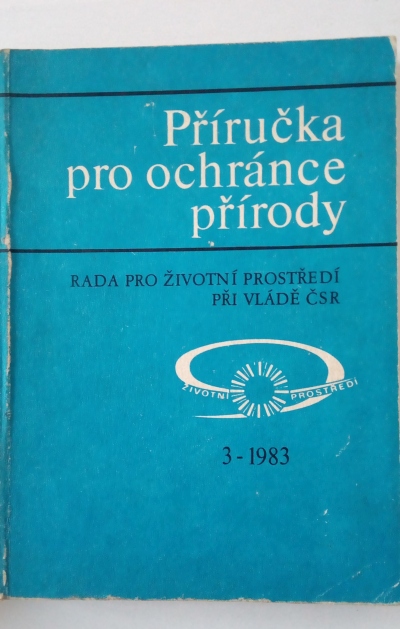 Příručka
pro ochránce
přírody
RADA PRO ŽIVOTNÍ PROSTŘEDÍ
PŘI VLÁDĚ ČSR
ŽIVOTNÍ PROSTŘEDÍ
3 - 1983